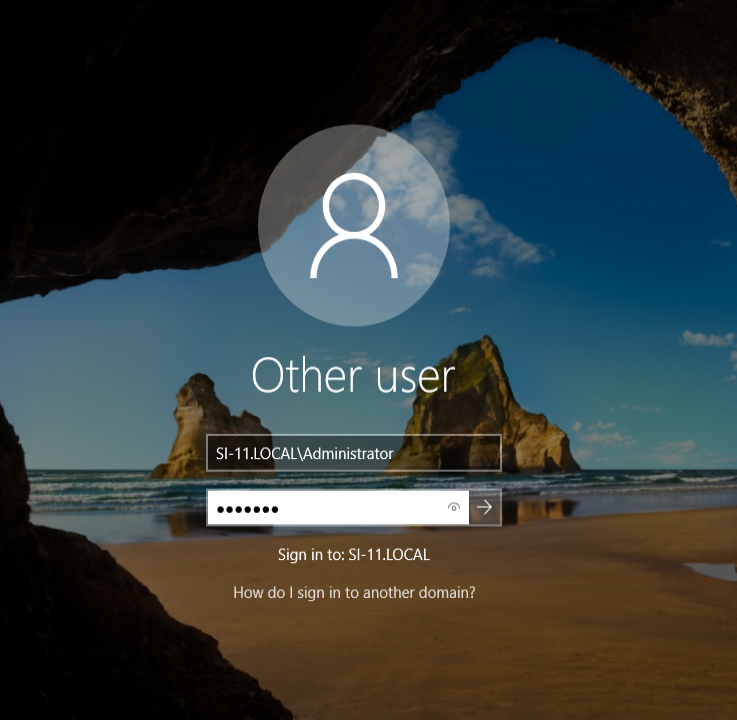 Other user
SI-11.LOCAL\Administrator
•••••••
Sign in to: SI-11.LOCAL
How do I sign in to another domain?